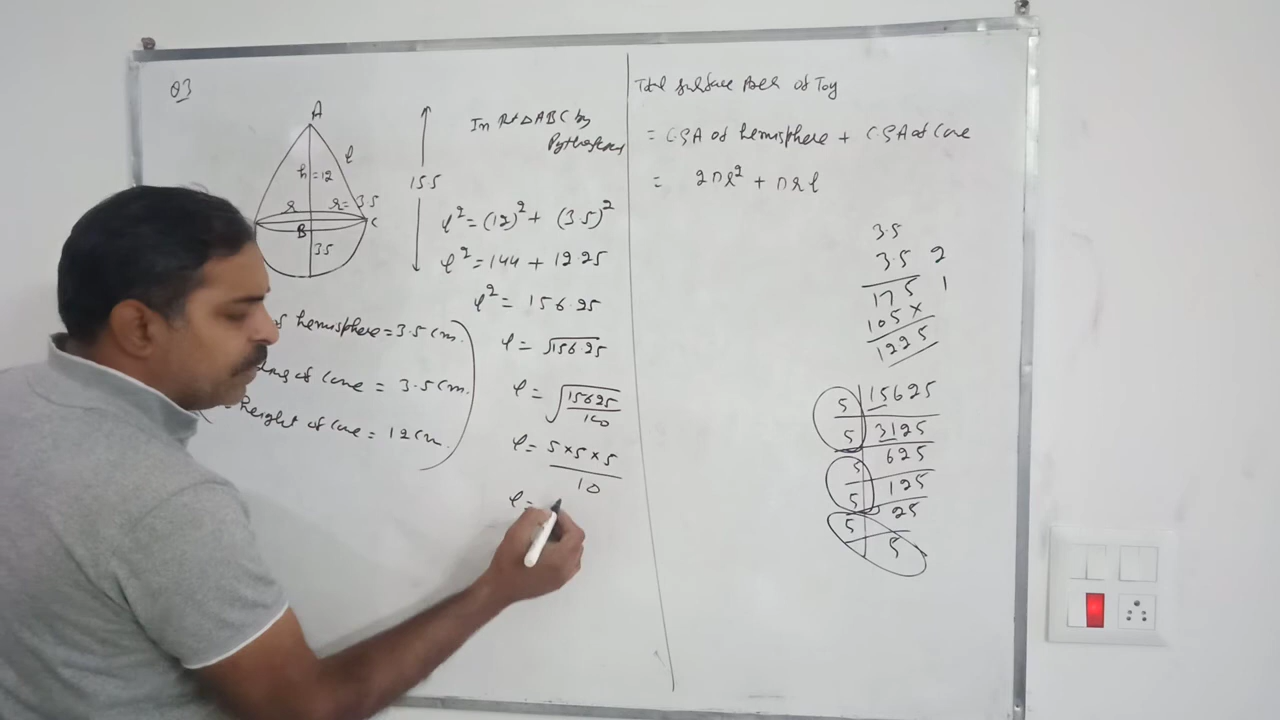 Q3
A
l
h=12
r
r=3.5
B
C
3.5
15.5
In Rt △ABC by
l² = (12)² + (3.5)²
l² = 144 + 12.25
l² = 156.25
l = √156.25
l = √15625/100
l = 5×5×5/10
l =
hemisphere = 3.5 cm.
of Cone = 3.5 cm.
height of Cone = 12 cm.
Total Surface Area of Toy
= CSA of hemisphere + CSA of Cone
= 2πr² + πrl
3.5
3.5 2
175 1
105×
1225
5 15625
5 3125
5 625
5 125
5 25
5